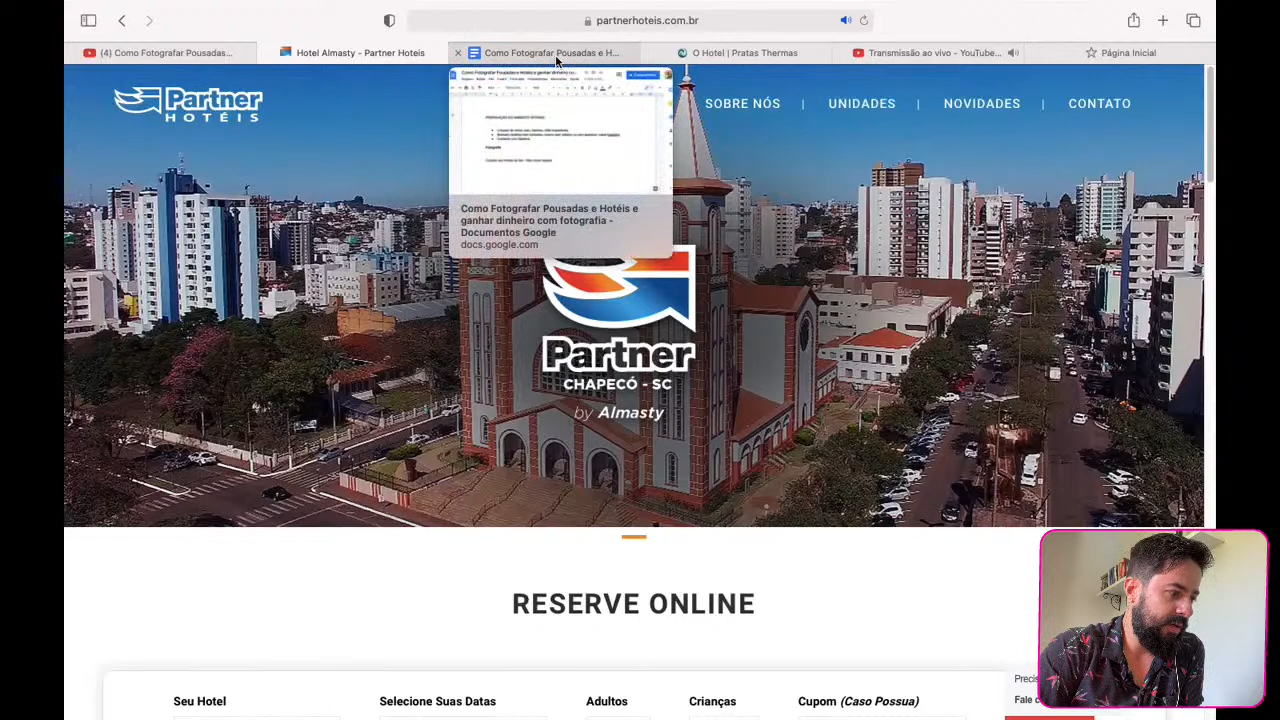 partnerhoteis.com.br
(4) Como Fotografar Pousadas...
Hotel Almasty - Partner Hoteis
Como Fotografar Pousadas e H...
O Hotel | Pratas Thermas
Transmissão ao vivo - YouTube...
Página Inicial
Partner
HOTÉIS
SOBRE NÓS | UNIDADES | NOVIDADES | CONTATO
Como Fotografar Pousadas e Hotéis e
ganhar dinheiro com fotografia -
Documentos Google
docs.google.com
Partner
CHAPECÓ - SC
by Almasty
RESERVE ONLINE
Seu Hotel
Selecione Suas Datas
Adultos
Crianças
Cupom (Caso Possua)
Precis
Fale c